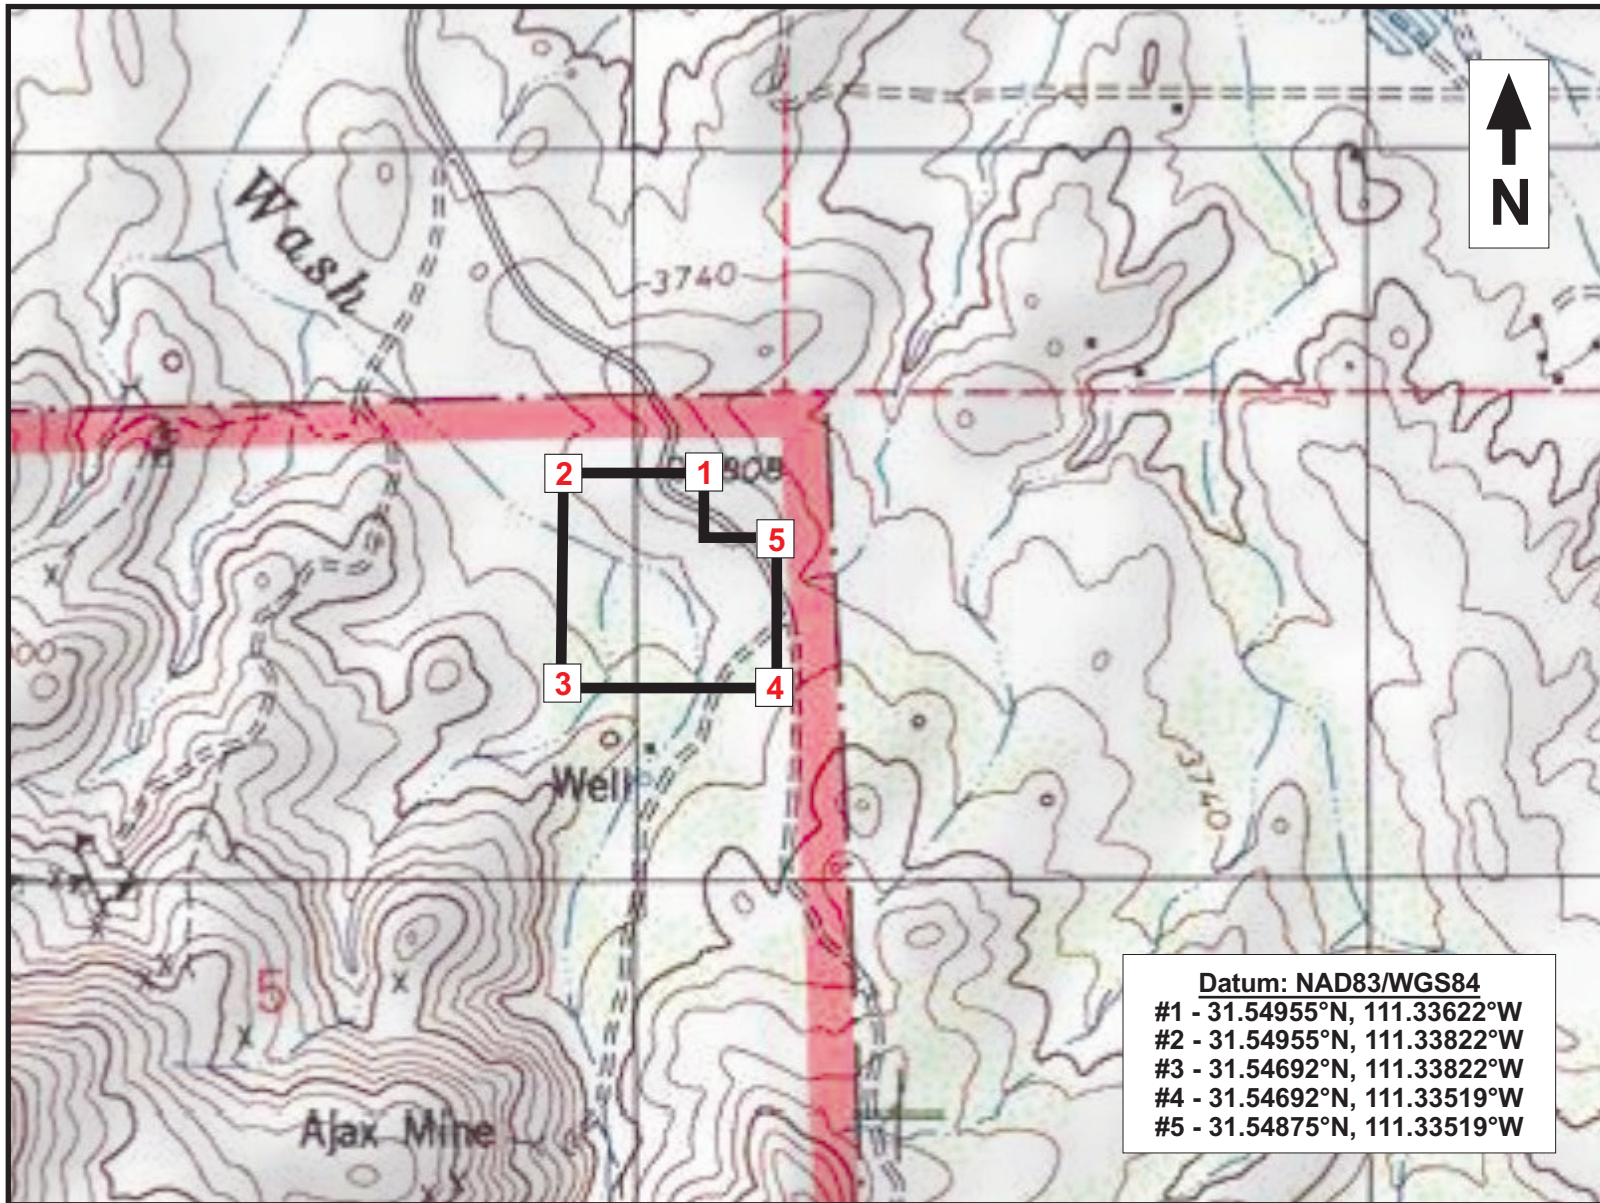 Wash
N
3740
2
1
5
3
4
Well
3740
5
Ajax Mine
Datum: NAD83/WGS84
#1 - 31.54955°N, 111.33622°W
#2 - 31.54955°N, 111.33822°W
#3 - 31.54692°N, 111.33822°W
#4 - 31.54692°N, 111.33519°W
#5 - 31.54875°N, 111.33519°W